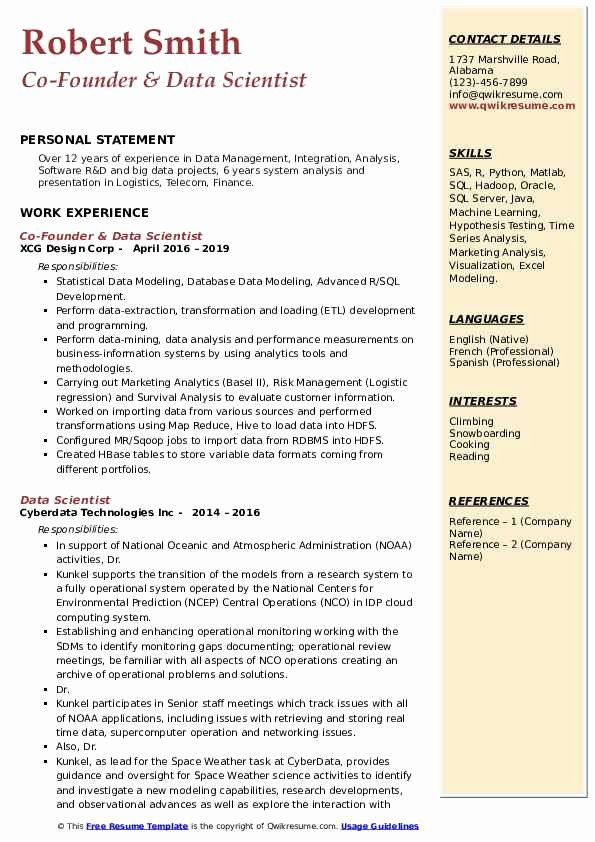 Robert Smith
Co-Founder & Data Scientist
PERSONAL STATEMENT
Over 12 years of experience in Data Management, Integration, Analysis,
Software R&D and big data projects, 6 years system analysis and
presentation in Logistics, Telecom, Finance.
WORK EXPERIENCE
Co-Founder & Data Scientist
XCG Design Corp - April 2016 – 2019
Responsibilities:
▪ Statistical Data Modeling, Database Data Modeling, Advanced R/SQL
Development.
▪ Perform data-extraction, transformation and loading (ETL) development
and programming.
▪ Perform data-mining, data analysis and performance measurements on
business-information systems by using analytics tools and
methodologies.
▪ Carrying out Marketing Analytics (Basel II), Risk Management (Logistic
regression) and Survival Analysis to evaluate customer information.
▪ Worked on importing data from various sources and performed
transformations using Map Reduce, Hive to load data into HDFS.
▪ Configured MR/Sqoop jobs to import data from RDBMS into HDFS.
▪ Created HBase tables to store variable data formats coming from
different portfolios.
Data Scientist
Cyberdata Technologies Inc - 2014 – 2016
Responsibilities:
▪ In support of National Oceanic and Atmospheric Administration (NOAA)
activities, Dr.
▪ Kunkel supports the transition of the models from a research system to
a fully operational system operated by the National Centers for
Environmental Prediction (NCEP) Central Operations (NCO) in IDP cloud
computing system.
▪ Establishing and enhancing operational monitoring working with the
SDMs to identify monitoring gaps documenting; operational review
meetings, be familiar with all aspects of NCO operations creating an
archive of operational problems and solutions.
▪ Dr.
▪ Kunkel participates in Senior staff meetings which track issues with all
of NOAA applications, including issues with retrieving and storing real
time data, supercomputer operation and networking issues.
▪ Also, Dr.
▪ Kunkel, as lead for the Space Weather task at CyberData, provides
guidance and oversight for Space Weather science activities to identify
and investigate a new modeling capabilities, research developments,
and observational advances as well as explore the interaction with
CONTACT DETAILS
1737 Marshville Road,
Alabama
(123)-456-7899
info@qwikresume.com
www.qwikresume.com
SKILLS
SAS, R, Python, Matlab,
SQL, Hadoop, Oracle,
SQL Server, Java,
Machine Learning,
Hypothesis Testing, Time
Series Analysis,
Marketing Analysis,
Visualization, Excel
Modeling.
LANGUAGES
English (Native)
French (Professional)
Spanish (Professional)
INTERESTS
Climbing
Snowboarding
Cooking
Reading
REFERENCES
Reference – 1 (Company
Name)
Reference – 2 (Company
Name)
© This Free Resume Template is the copyright of Qwikresume.com. Usage Guidelines